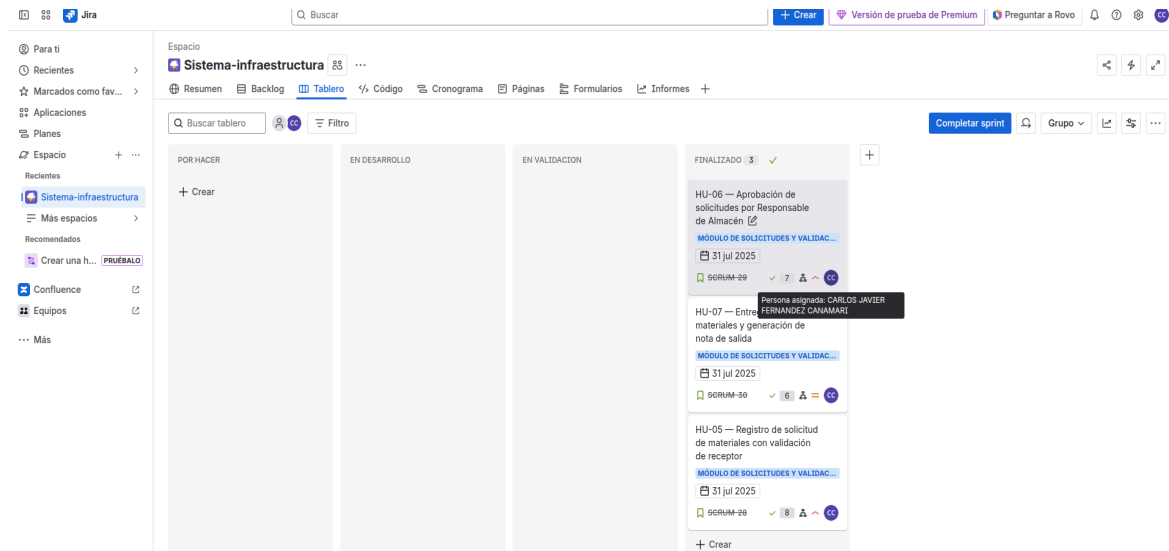 Jira
Buscar
+ Crear
Versión de prueba de Premium
Preguntar a Rovo
CC
Para ti
Recientes
Marcados como fav...
Aplicaciones
Planes
Espacio
Recientes
Sistema-infraestructura
Más espacios
Recomendados
Crear una h... PRUÉBALO
Confluence
Equipos
Más
Espacio
Sistema-infraestructura
Resumen
Backlog
Tablero
Código
Cronograma
Páginas
Formularios
Informes
Buscar tablero
CC
Filtro
Completar sprint
Grupo
POR HACER
+ Crear
EN DESARROLLO
EN VALIDACION
FINALIZADO 3
HU-06 — Aprobación de
solicitudes por Responsable
de Almacén
MÓDULO DE SOLICITUDES Y VALIDAC...
31 jul 2025
SCRUM-29 7 CC
Persona asignada: CARLOS JAVIER
FERNANDEZ CANAMARI
HU-07 — Entre
materiales y generación de
nota de salida
MÓDULO DE SOLICITUDES Y VALIDAC...
31 jul 2025
SCRUM-30 6 CC
HU-05 — Registro de solicitud
de materiales con validación
de receptor
MÓDULO DE SOLICITUDES Y VALIDAC...
31 jul 2025
SCRUM-28 8 CC
+ Crear